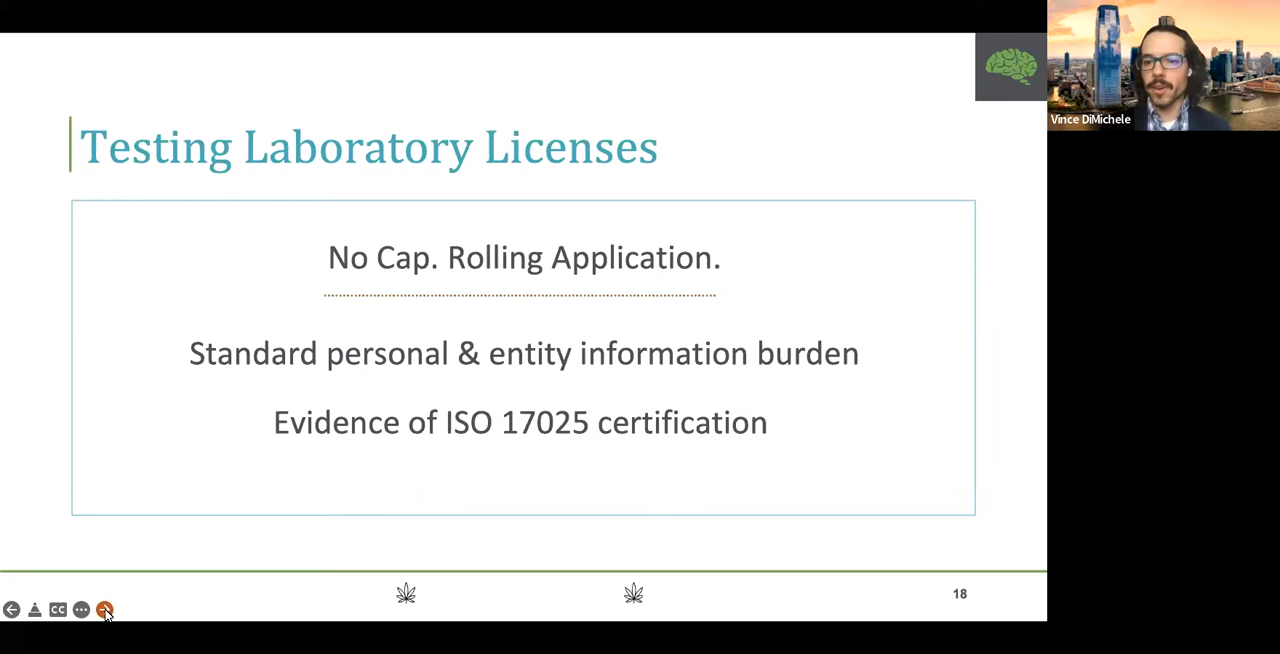 Vince DiMichele
Testing Laboratory Licenses
No Cap. Rolling Application.
Standard personal & entity information burden
Evidence of ISO 17025 certification
18
CC